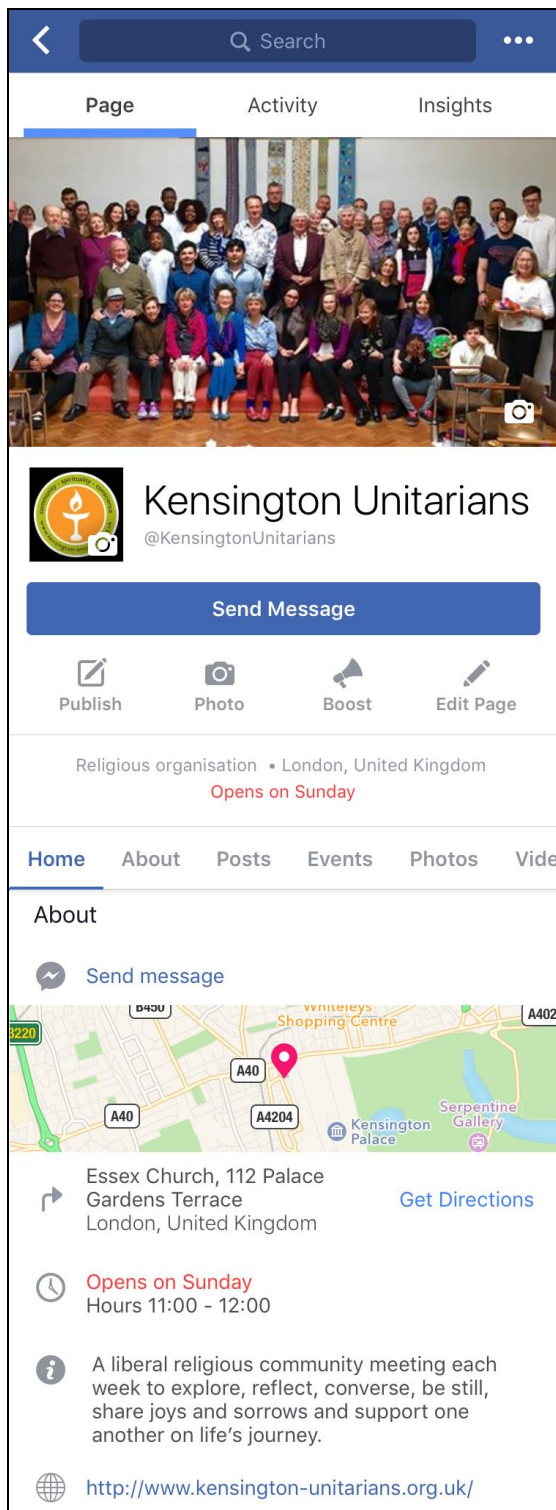 Search
Page Activity Insights
community • spirituality • conscience
Kensington Unitarians
@KensingtonUnitarians
Send Message
Publish Photo Boost Edit Page
Religious organisation • London, United Kingdom
Opens on Sunday
Home About Posts Events Photos Vide
About
Send message
B450
Whiteleys
Shopping Centre
A402
3220
A40
A40
A4204
Kensington
Palace
Serpentine
Gallery
Essex Church, 112 Palace
Gardens Terrace
London, United Kingdom
Get Directions
Opens on Sunday
Hours 11:00 - 12:00
A liberal religious community meeting each
week to explore, reflect, converse, be still,
share joys and sorrows and support one
another on life's journey.
http://www.kensington-unitarians.org.uk/